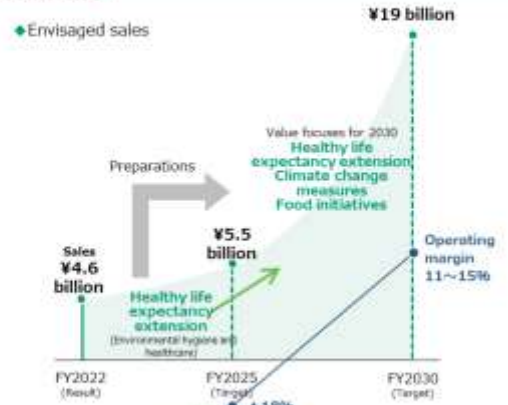 ◆Envisaged sales
¥19 billion
Value focuses for 2030
Healthy life
expectancy extension
Climate change
measures
Food initiatives
Preparations
Sales
¥4.6
billion
¥5.5
billion
Operating
margin
11～15%
Healthy life
expectancy
extension
(Environmental hygiene and
healthcare)
FY2022
(Result)
FY2025
(Target)
FY2030
(Target)